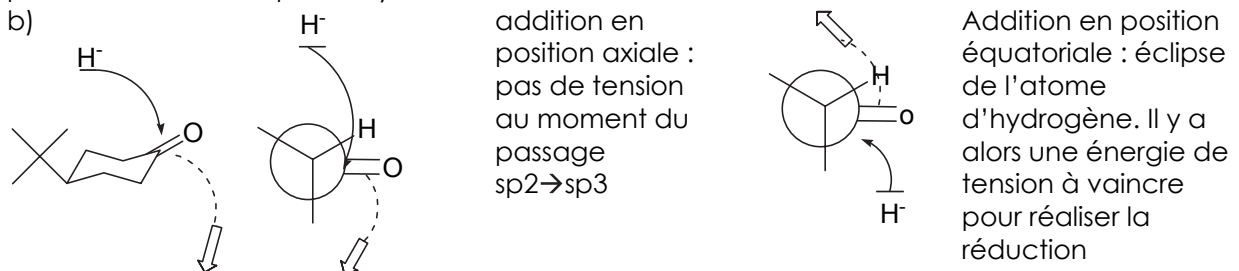 b)
H-
H-
O
H
O
addition en
position axiale :
pas de tension
au moment du
passage
sp2→sp3
H
o
H-
Addition en position
équatoriale : éclipse
de l'atome
d'hydrogène. Il y a
alors une énergie de
tension à vaincre
pour réaliser la
réduction